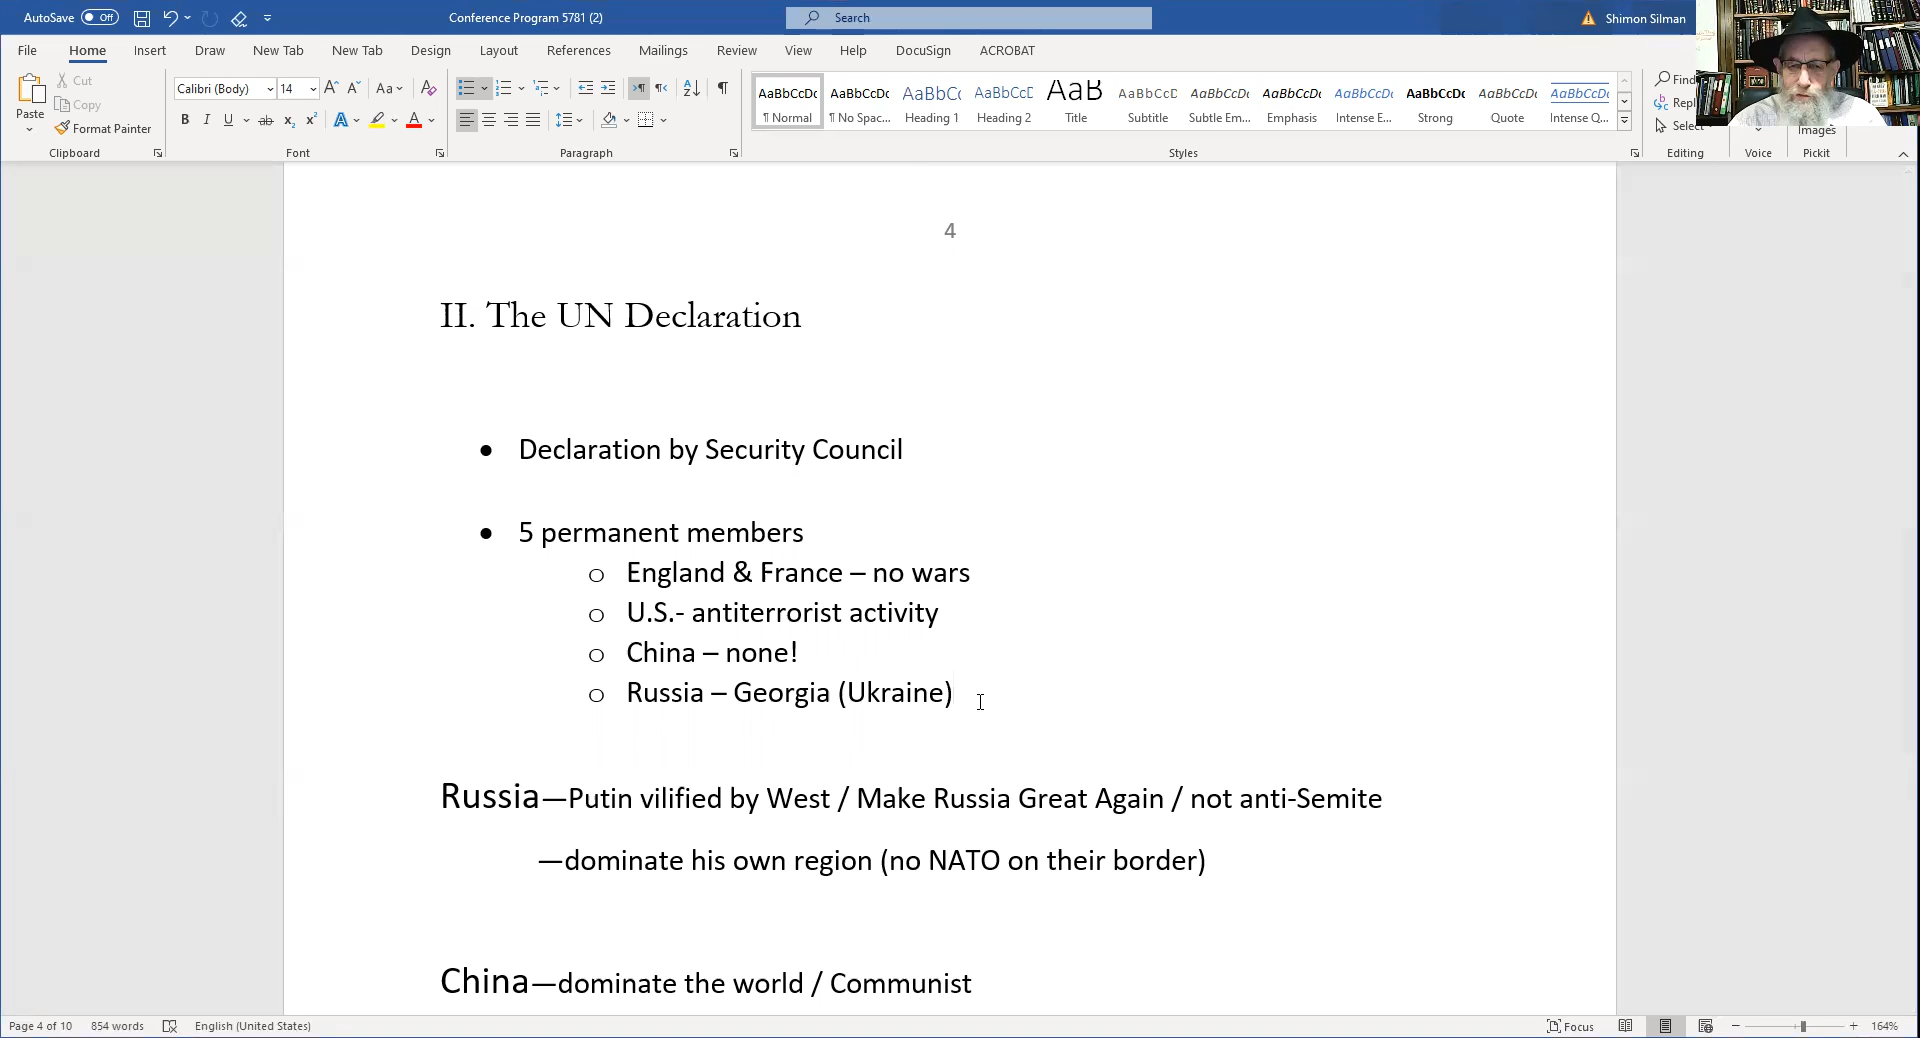 AutoSave Off Conference Program 5781 (2) Search Shimon Silman
File Home Insert Draw New Tab New Tab Design Layout References Mailings Review View Help DocuSign ACROBAT
Paste
Cut
Copy
Format Painter
Clipboard
Calibri (Body) 14 Aa
Font
Paragraph
AaBbCcDc AaBbCcDc AaBbC AaBbCcD AaB AaBbCcD AaBbCcDc AaBbCcDc AaBbCcDc AaBbCcDc AaBbCcDc AaBbCcDc
¶ Normal ¶ No Spac... Heading 1 Heading 2 Title Subtitle Subtle Em... Emphasis Intense E... Strong Quote Intense Q...
Styles
Find
Repl
Select
Editing
Voice
Images
Pickit
4
II. The UN Declaration
• Declaration by Security Council
• 5 permanent members
o England & France – no wars
o U.S.- antiterrorist activity
o China – none!
o Russia – Georgia (Ukraine)
Russia—Putin vilified by West / Make Russia Great Again / not anti-Semite
—dominate his own region (no NATO on their border)
China—dominate the world / Communist
Page 4 of 10 854 words English (United States) Focus 164%